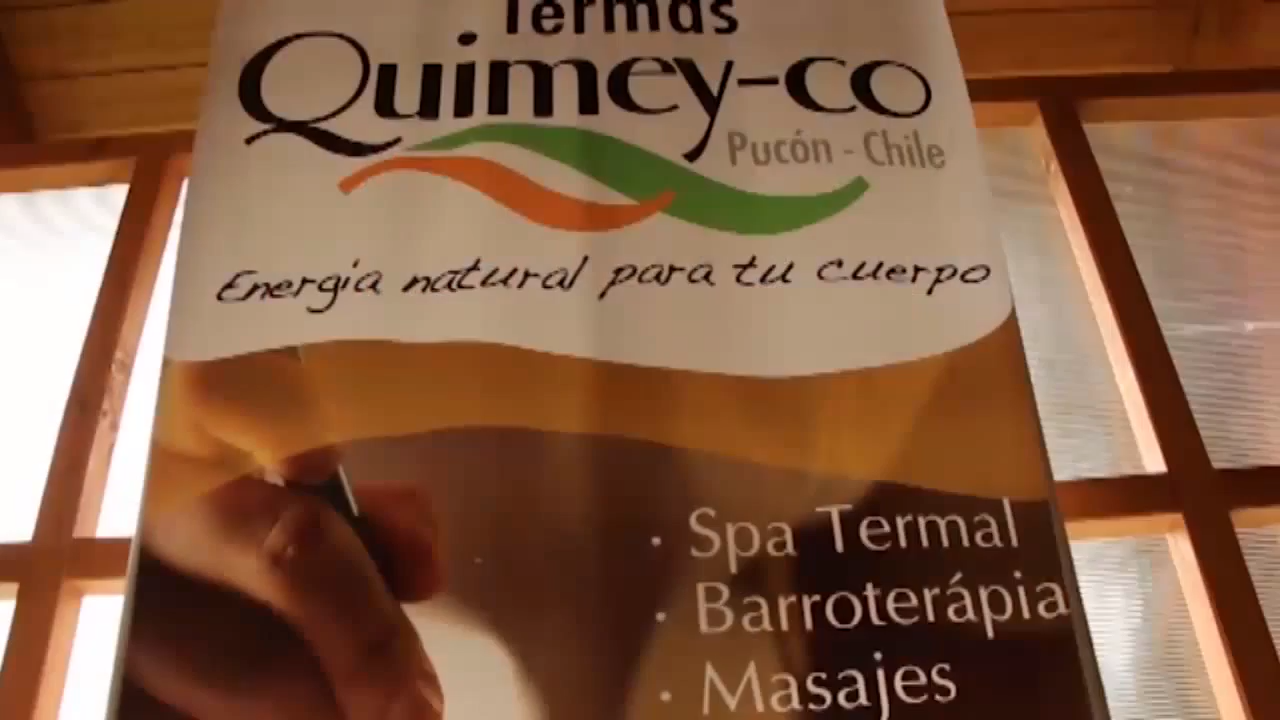 Termas
Quimey-co
Pucón - Chile
Energia natural para tu cuerpo
· Spa Termal
· Barroterápia
· Masajes